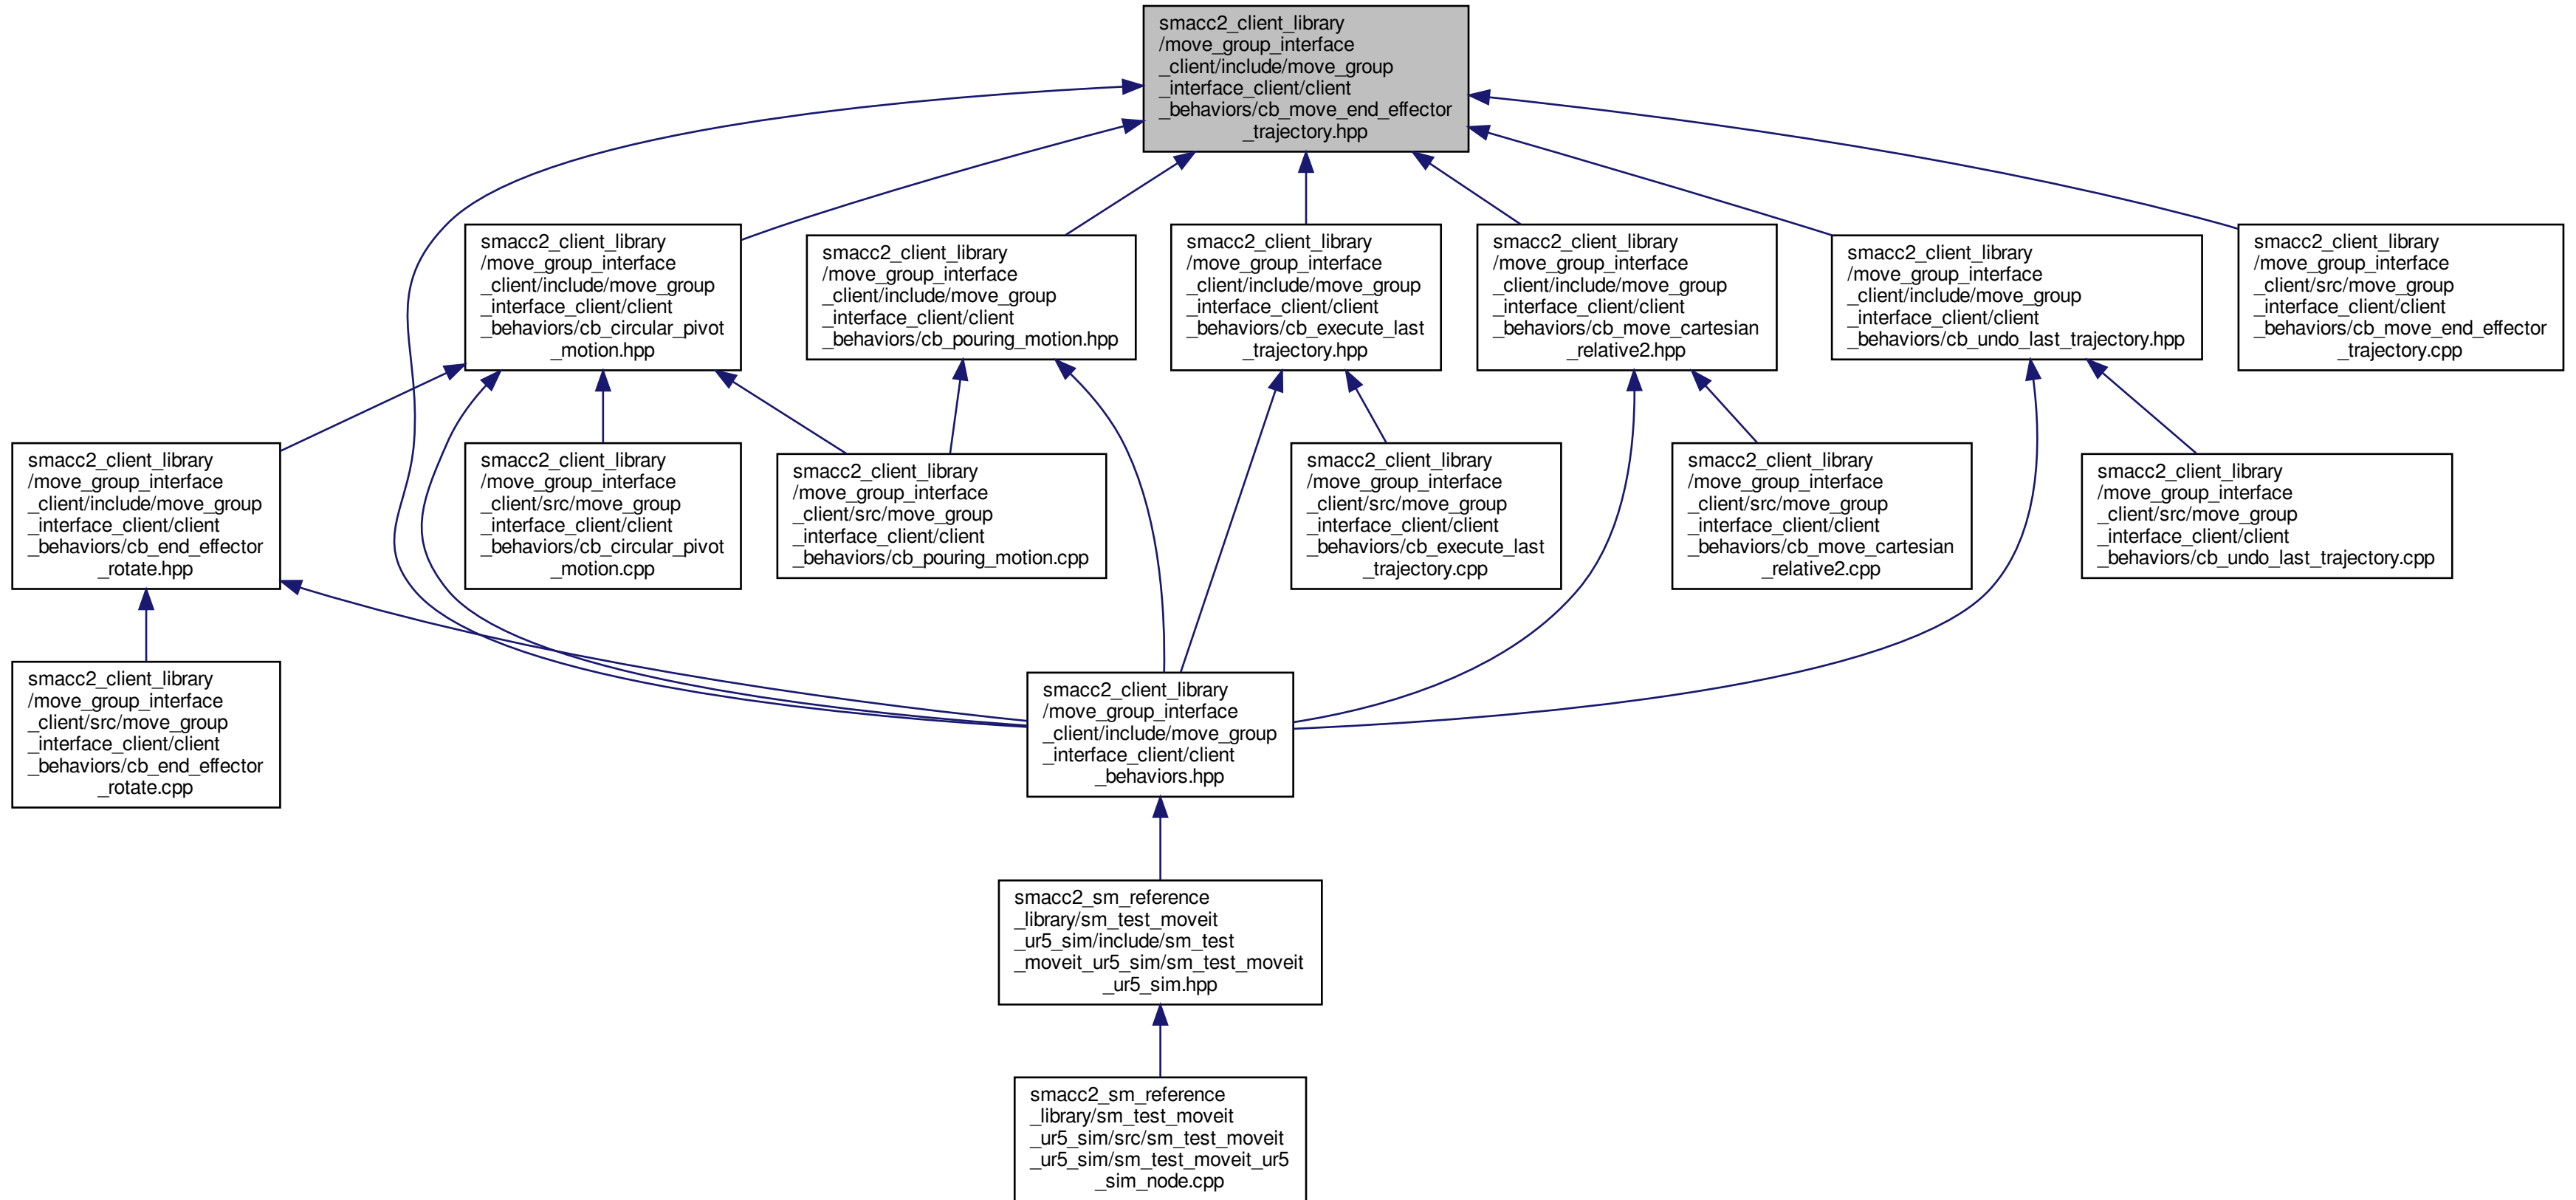 smacc2_client_library
/move_group_interface
_client/include/move_group
_interface_client/client
_behaviors/cb_move_end_effector
_trajectory.hpp
smacc2_client_library
/move_group_interface
_client/include/move_group
_interface_client/client
_behaviors/cb_circular_pivot
_motion.hpp
smacc2_client_library
/move_group_interface
_client/include/move_group
_interface_client/client
_behaviors/cb_pouring_motion.hpp
smacc2_client_library
/move_group_interface
_client/include/move_group
_interface_client/client
_behaviors/cb_execute_last
_trajectory.hpp
smacc2_client_library
/move_group_interface
_client/include/move_group
_interface_client/client
_behaviors/cb_move_cartesian
_relative2.hpp
smacc2_client_library
/move_group_interface
_client/include/move_group
_interface_client/client
_behaviors/cb_undo_last_trajectory.hpp
smacc2_client_library
/move_group_interface
_client/src/move_group
_interface_client/client
_behaviors/cb_move_end_effector
_trajectory.cpp
smacc2_client_library
/move_group_interface
_client/include/move_group
_interface_client/client
_behaviors/cb_end_effector
_rotate.hpp
smacc2_client_library
/move_group_interface
_client/src/move_group
_interface_client/client
_behaviors/cb_circular_pivot
_motion.cpp
smacc2_client_library
/move_group_interface
_client/src/move_group
_interface_client/client
_behaviors/cb_pouring_motion.cpp
smacc2_client_library
/move_group_interface
_client/src/move_group
_interface_client/client
_behaviors/cb_execute_last
_trajectory.cpp
smacc2_client_library
/move_group_interface
_client/src/move_group
_interface_client/client
_behaviors/cb_move_cartesian
_relative2.cpp
smacc2_client_library
/move_group_interface
_client/src/move_group
_interface_client/client
_behaviors/cb_undo_last_trajectory.cpp
smacc2_client_library
/move_group_interface
_client/src/move_group
_interface_client/client
_behaviors/cb_end_effector
_rotate.cpp
smacc2_client_library
/move_group_interface
_client/include/move_group
_interface_client/client
_behaviors.hpp
smacc2_sm_reference
_library/sm_test_moveit
_ur5_sim/include/sm_test
_moveit_ur5_sim/sm_test_moveit
_ur5_sim.hpp
smacc2_sm_reference
_library/sm_test_moveit
_ur5_sim/src/sm_test_moveit
_ur5_sim/sm_test_moveit_ur5
_sim_node.cpp